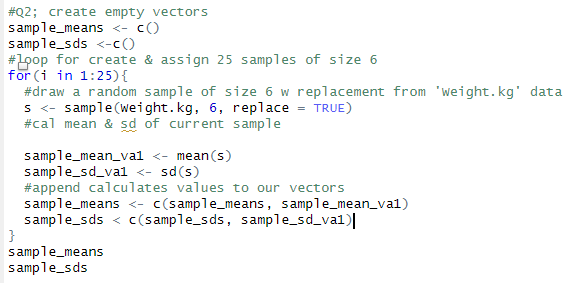 #Q2; create empty vectors
sample_means <- c()
sample_sds <-c()
#loop for create & assign 25 samples of size 6
for(i in 1:25){
#draw a random sample of size 6 w replacement from 'Weight.kg' data
s <- sample(Weight.kg, 6, replace = TRUE)
#cal mean & sd of current sample
sample_mean_va1 <- mean(s)
sample_sd_va1 <- sd(s)
#append calculates values to our vectors
sample_means <- c(sample_means, sample_mean_va1)
sample_sds < c(sample_sds, sample_sd_va1)
}
sample_means
sample_sds